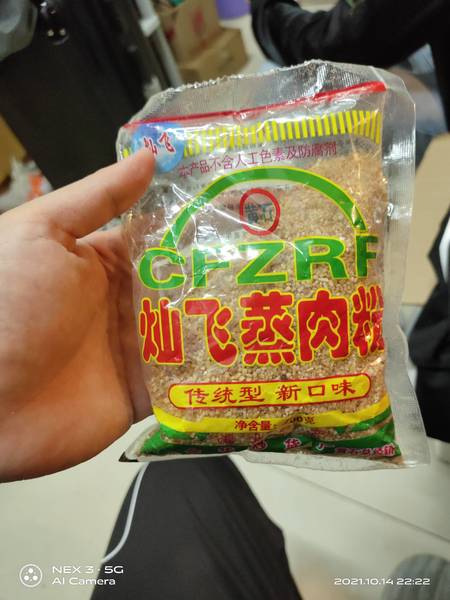 灿飞
本产品不含人工色素及防腐剂
CFZRF
灿飞蒸肉粉
传统型 新口味
净含量
NEX 3 · 5G
AI Camera
2021.10.14 22:22